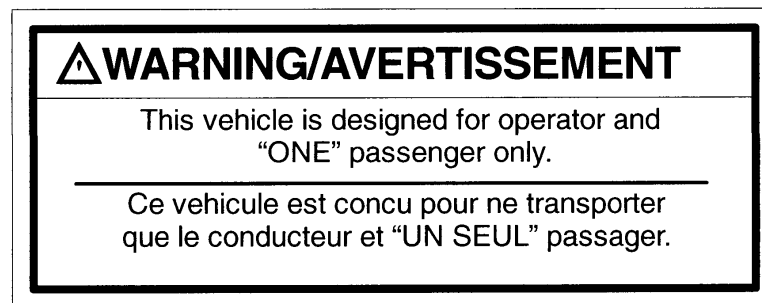 WARNING/AVERTISSEMENT
This vehicle is designed for operator and
“ONE” passenger only.
Ce vehicule est concu pour ne transporter
que le conducteur et “UN SEUL” passager.